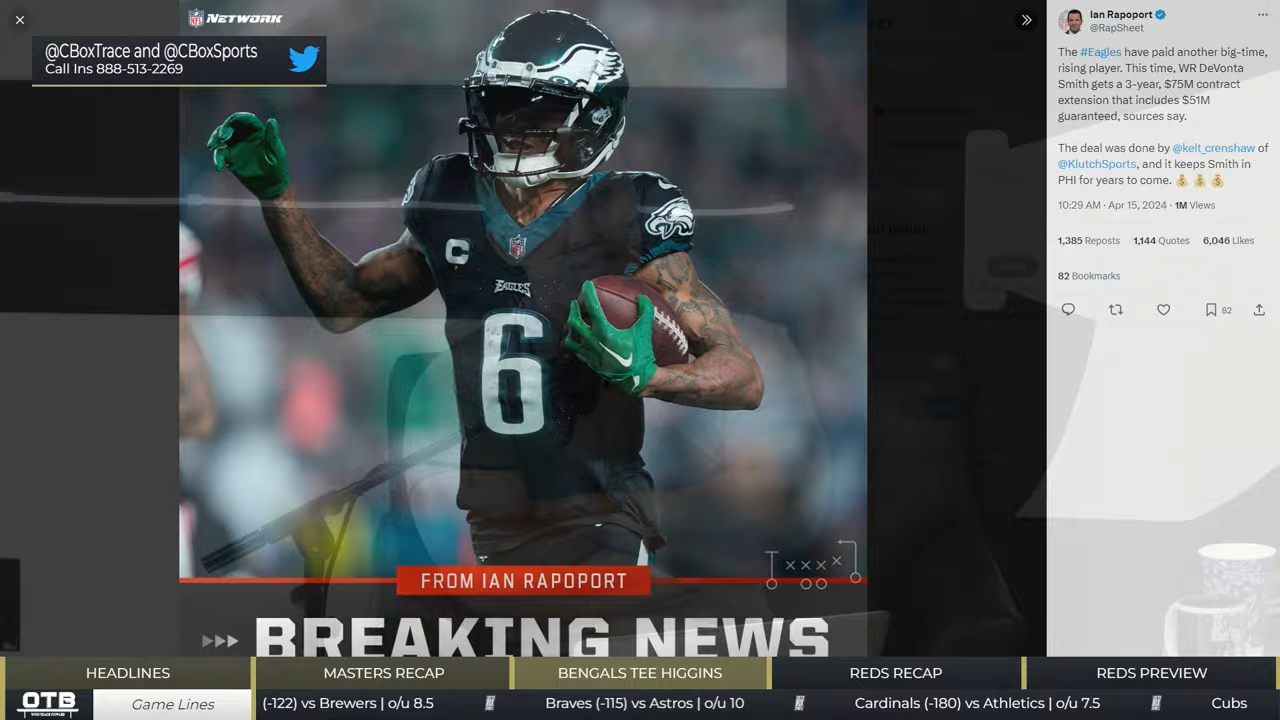 NFL NETWORK
@CBoxTrace and @CBoxSports
Call Ins 888-513-2269
C
EAGLES
6
FROM IAN RAPOPORT
BREAKING NEWS
Ian Rapoport
@RapSheet
The #Eagles have paid another big-time,
rising player. This time, WR DeVonta
Smith gets a 3-year, $75M contract
extension that includes $51M
guaranteed, sources say.
The deal was done by @kelt_crenshaw of
@KlutchSports, and it keeps Smith in
PHI for years to come. 💰 💰 💰
10:29 AM · Apr 15, 2024 · 1M Views
1,385 Reposts 1,144 Quotes 6,046 Likes
82 Bookmarks
82
HEADLINES
MASTERS RECAP
BENGALS TEE HIGGINS
REDS RECAP
REDS PREVIEW
OTB
Game Lines
(-122) vs Brewers | o/u 8.5
Braves (-115) vs Astros | o/u 10
Cardinals (-180) vs Athletics | o/u 7.5
Cubs